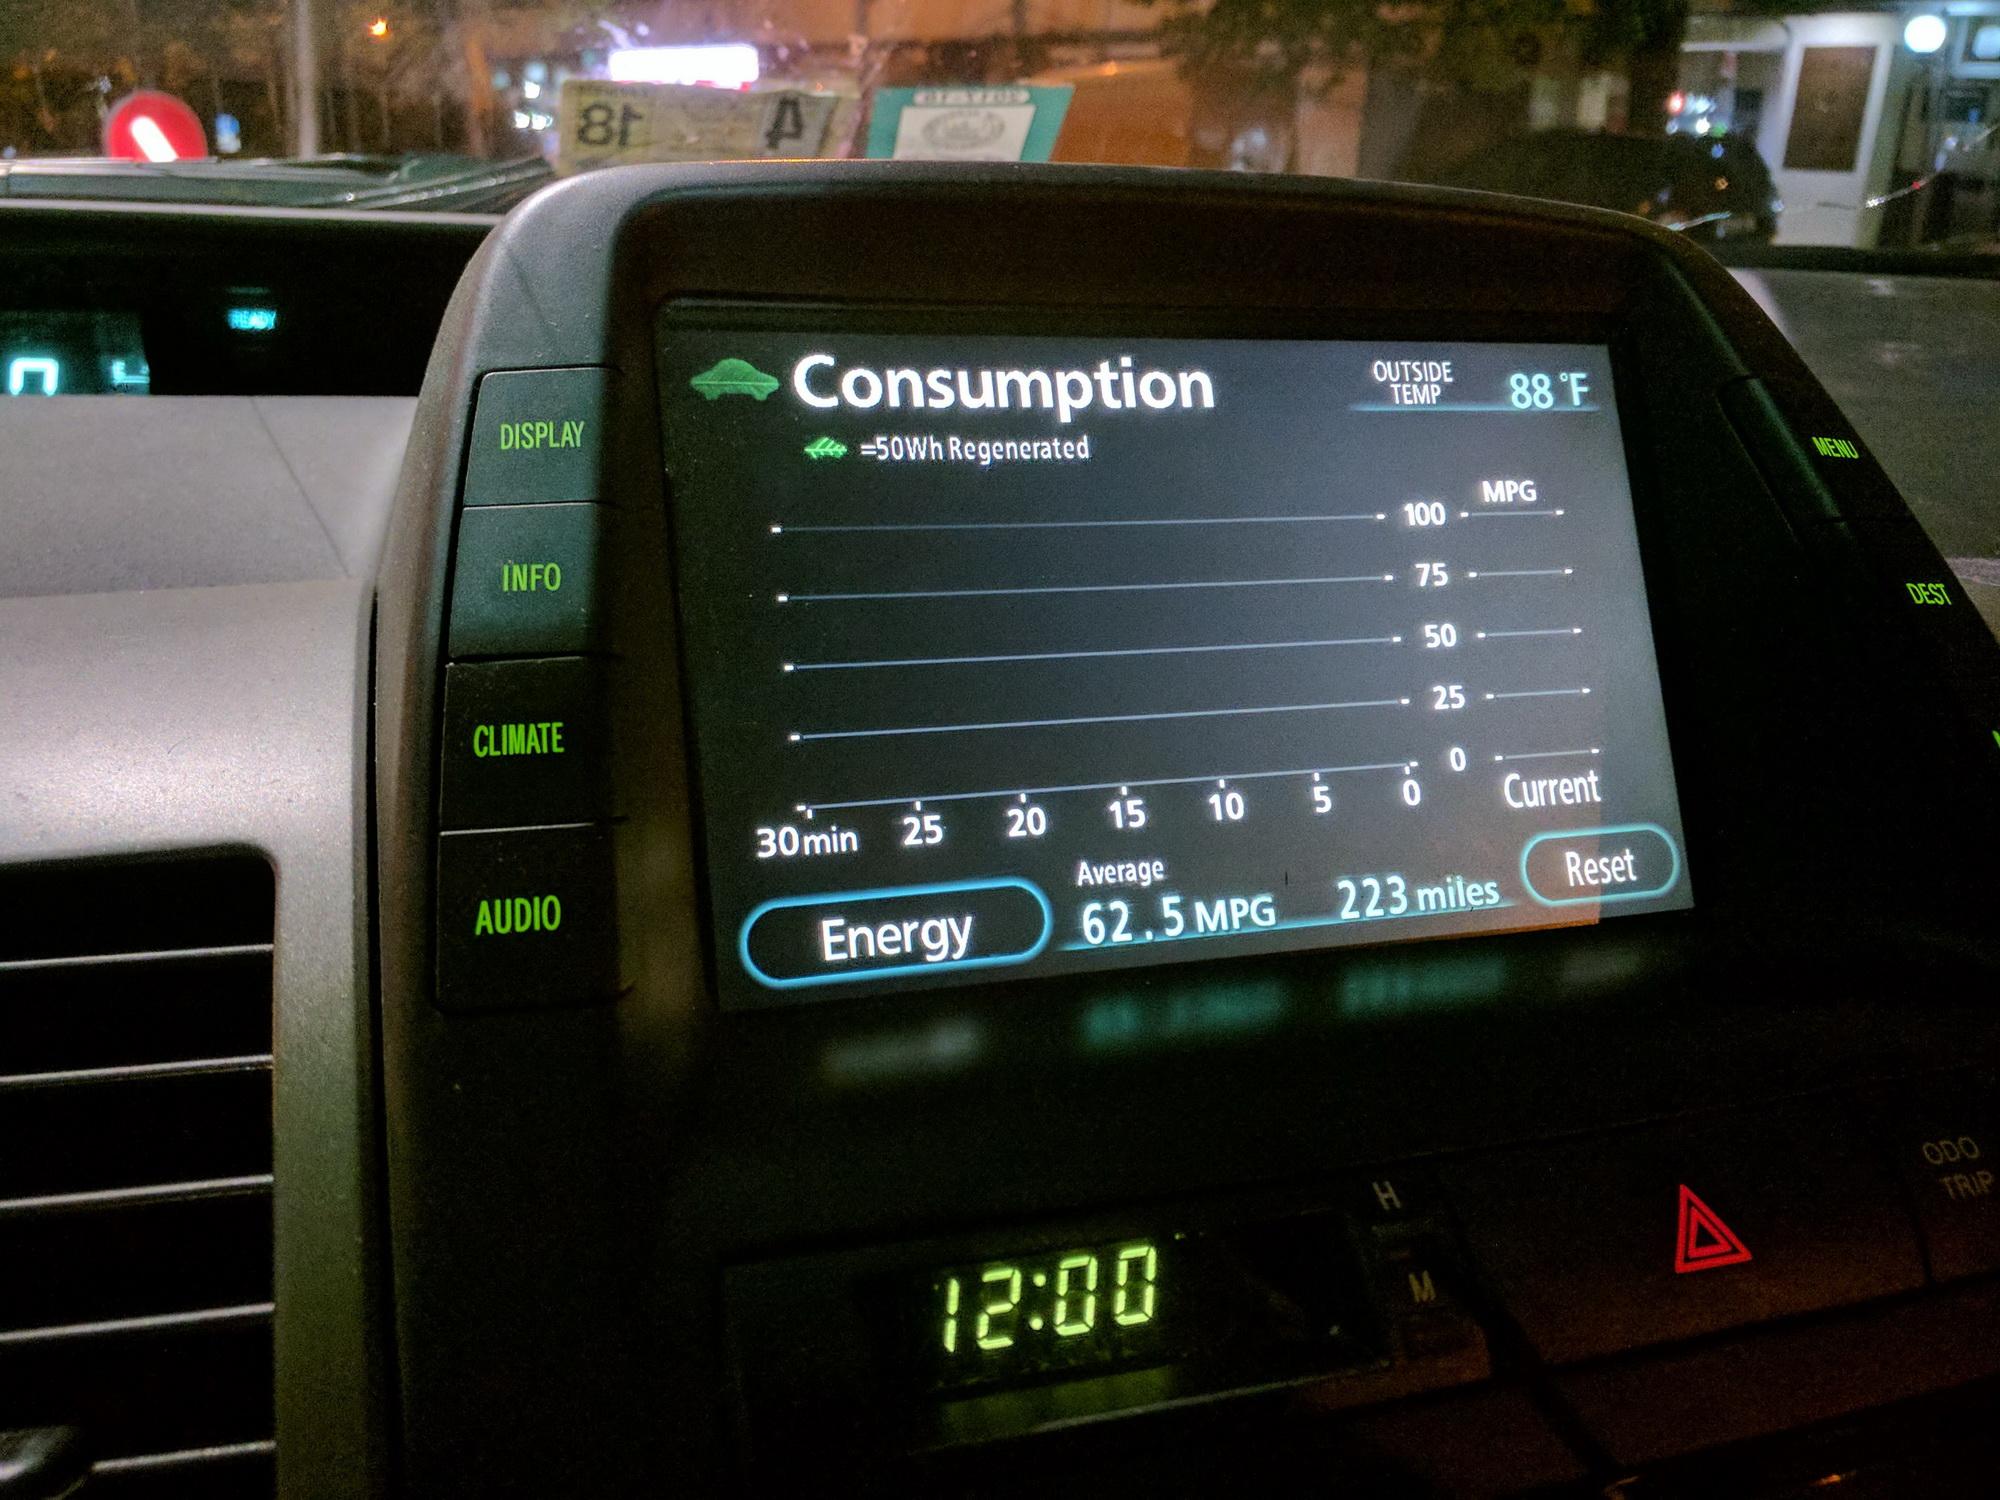 18 4
2017-18
READY
Consumption
OUTSIDE
TEMP
88 °F
=50Wh Regenerated
MPG
100
75
50
25
0
30min 25 20 15 10 5 0 Current
Average
Energy 62.5 MPG 223 miles Reset
DISPLAY
INFO
CLIMATE
AUDIO
MENU
DEST
H
M
12:00
ODO
TRIP